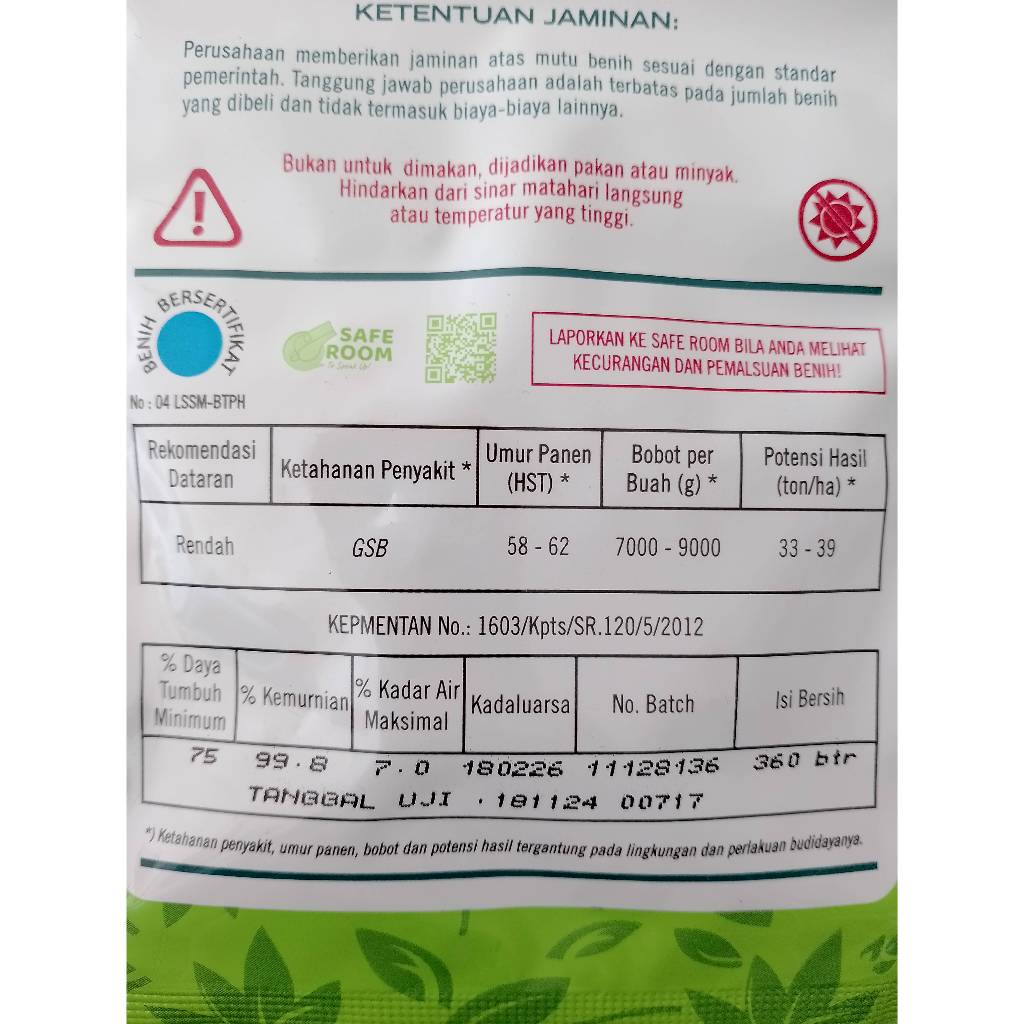 KETENTUAN JAMINAN:
Perusahaan memberikan jaminan atas mutu benih sesuai dengan standar
pemerintah. Tanggung jawab perusahaan adalah terbatas pada jumlah benih
yang dibeli dan tidak termasuk biaya-biaya lainnya.
Bukan untuk dimakan, dijadikan pakan atau minyak.
Hindarkan dari sinar matahari langsung
atau temperatur yang tinggi.
BENIH BERSERTIFIKAT
No : 04 LSSM-BTPH
SAFE
ROOM
To Speak Up!
LAPORKAN KE SAFE ROOM BILA ANDA MELIHAT
KECURANGAN DAN PEMALSUAN BENIH!
Rekomendasi Dataran
Ketahanan Penyakit *
Umur Panen (HST) *
Bobot per Buah (g) *
Potensi Hasil (ton/ha) *
Rendah GSB 58 - 62 7000 - 9000 33 - 39
KEPMENTAN No.: 1603/Kpts/SR.120/5/2012
% Daya Tumbuh Minimum
% Kemurnian
% Kadar Air Maksimal
Kadaluarsa
No. Batch
Isi Bersih
75 99.8 7.0 180226 11128136 360 btr
TANGGAL UJI . 181124 00717
*) Ketahanan penyakit, umur panen, bobot dan potensi hasil tergantung pada lingkungan dan perlakuan budidayanya.